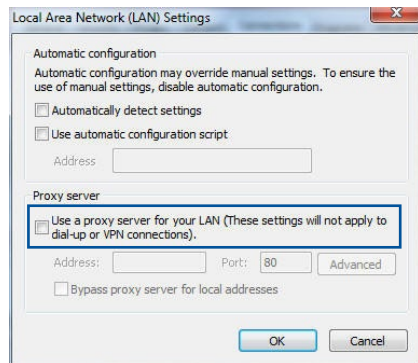 Local Area Network (LAN) Settings
Automatic configuration
Automatic configuration may override manual settings. To ensure the
use of manual settings, disable automatic configuration.
Automatically detect settings
Use automatic configuration script
Address
Proxy server
Use a proxy server for your LAN (These settings will not apply to
dial-up or VPN connections).
Address:
Port: 80 Advanced
Bypass proxy server for local addresses
OK Cancel